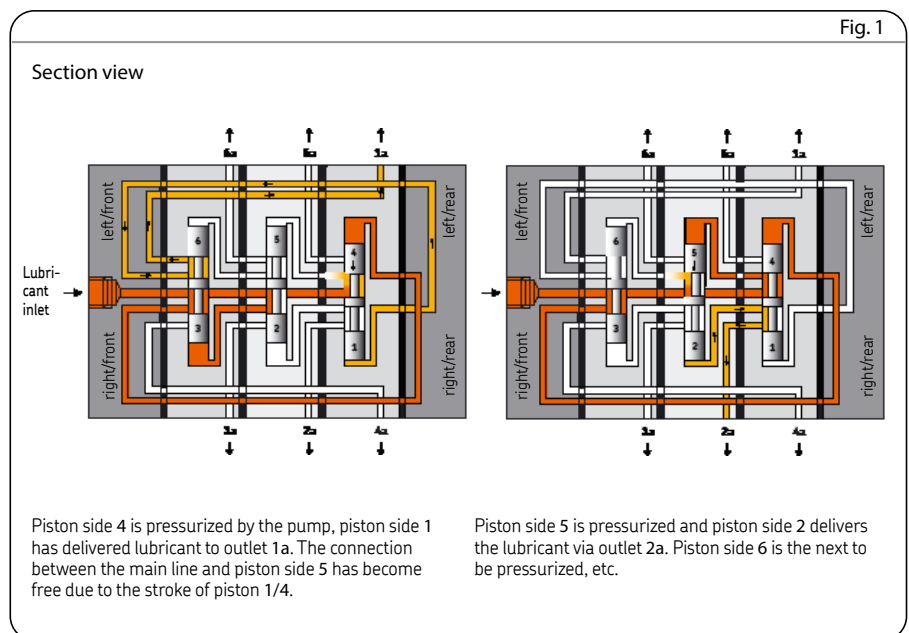 Fig. 1
Section view
6a 5a 1a
left/front
left/rear
6 5 4
Lubri-
cant
inlet
3 2 1
right/front
right/rear
3a 2a 4a
6a 5a 1a
left/front
left/rear
6 5 4
3 2 1
right/front
right/rear
3a 2a 4a
Piston side 4 is pressurized by the pump, piston side 1
has delivered lubricant to outlet 1a. The connection
between the main line and piston side 5 has become
free due to the stroke of piston 1/4.
Piston side 5 is pressurized and piston side 2 delivers
the lubricant via outlet 2a. Piston side 6 is the next to
be pressurized, etc.